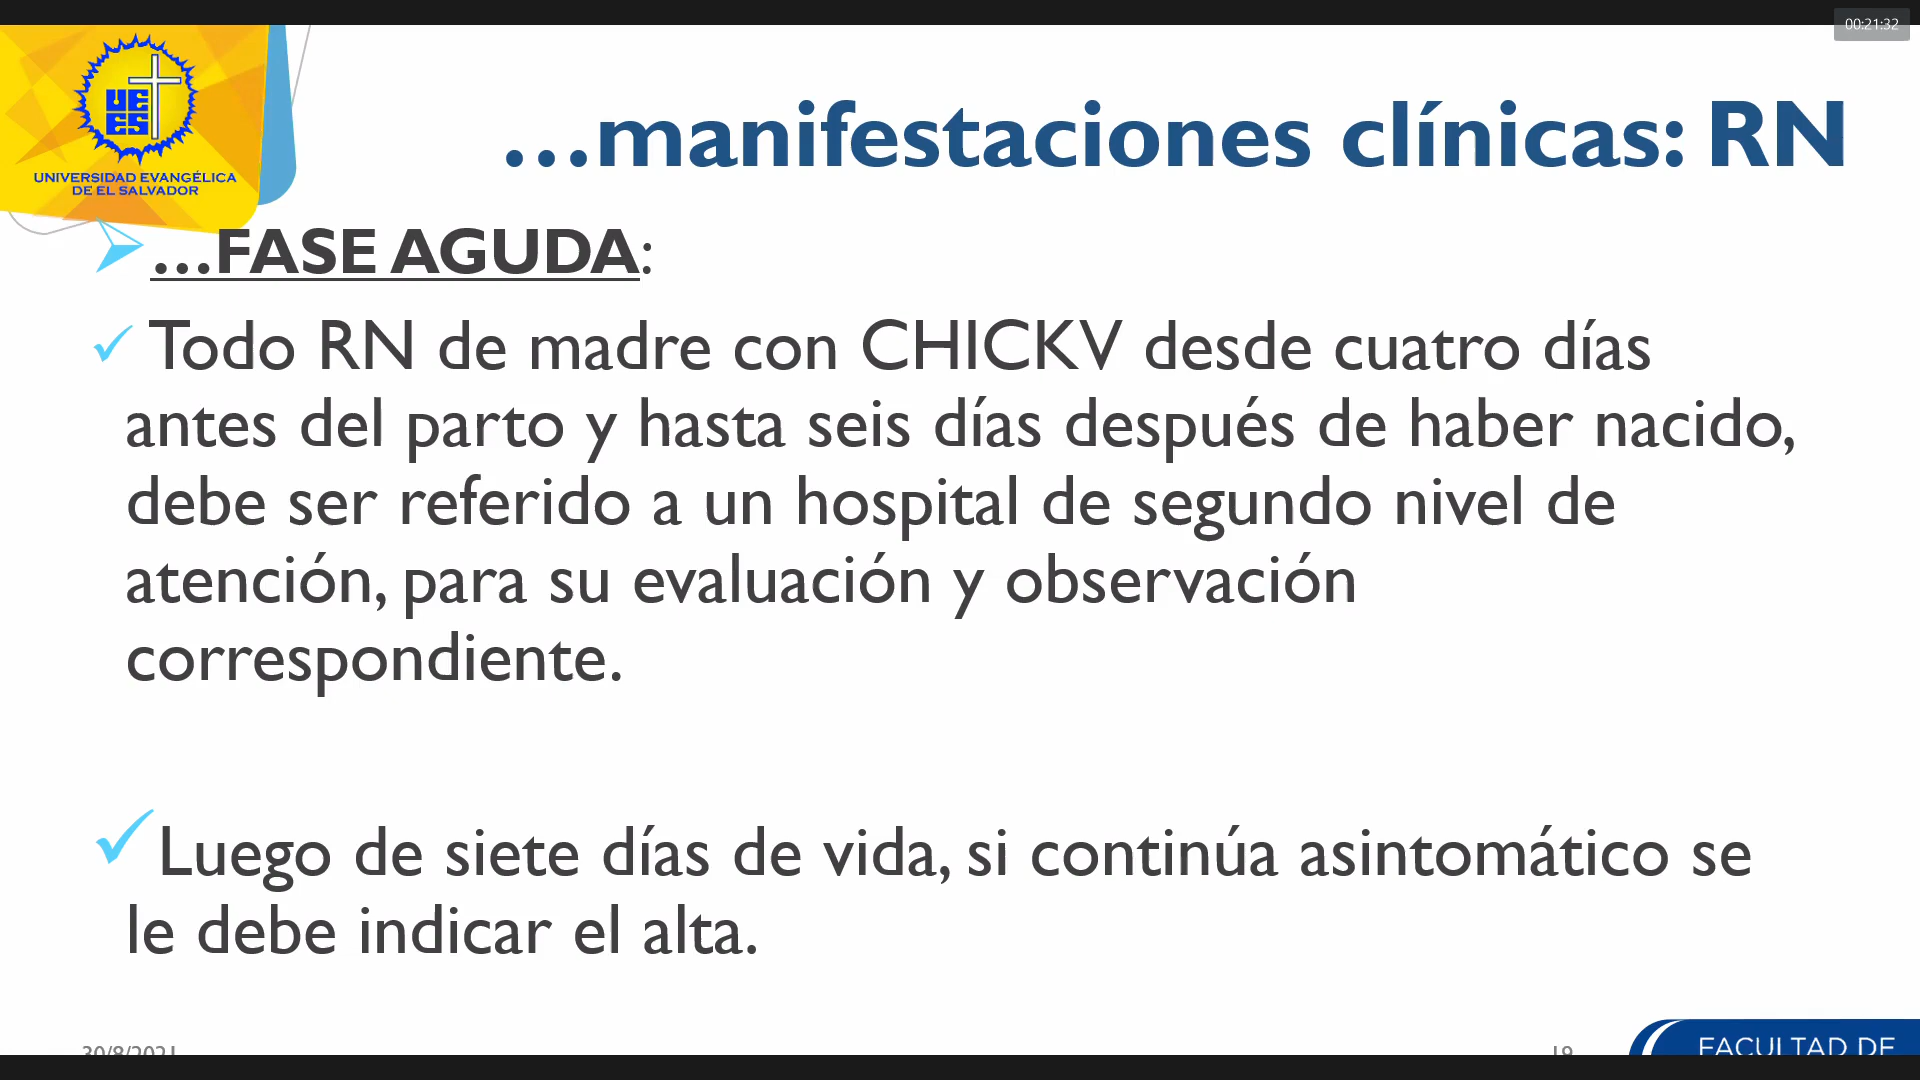 00:21:32
UE
ES
UNIVERSIDAD EVANGÉLICA
DE EL SALVADOR
...manifestaciones clínicas: RN
...FASE AGUDA:
Todo RN de madre con CHICKV desde cuatro días
antes del parto y hasta seis días después de haber nacido,
debe ser referido a un hospital de segundo nivel de
atención, para su evaluación y observación
correspondiente.
Luego de siete días de vida, si continúa asintomático se
le debe indicar el alta.
30/8/2021
19
FACULTAD DE